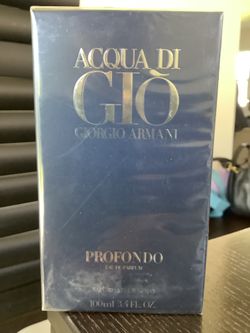 ACQUA DI
GIÒ
GIORGIO ARMANI
PROFONDO
EAU DE PARFUM
100ml 3.4 FL. OZ.